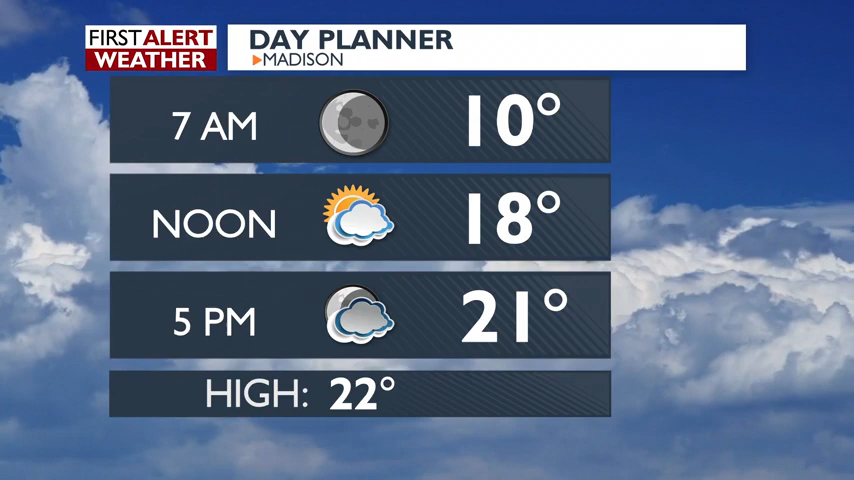 FIRST ALERT
WEATHER
DAY PLANNER
MADISON
7 AM 10°
NOON 18°
5 PM 21°
HIGH: 22°